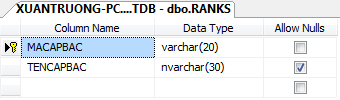 XUANTRUONG-PC....TDB - dbo.RANKS
Column Name Data Type Allow Nulls
MACAPBAC varchar(20)
TENCAPBAC nvarchar(30)